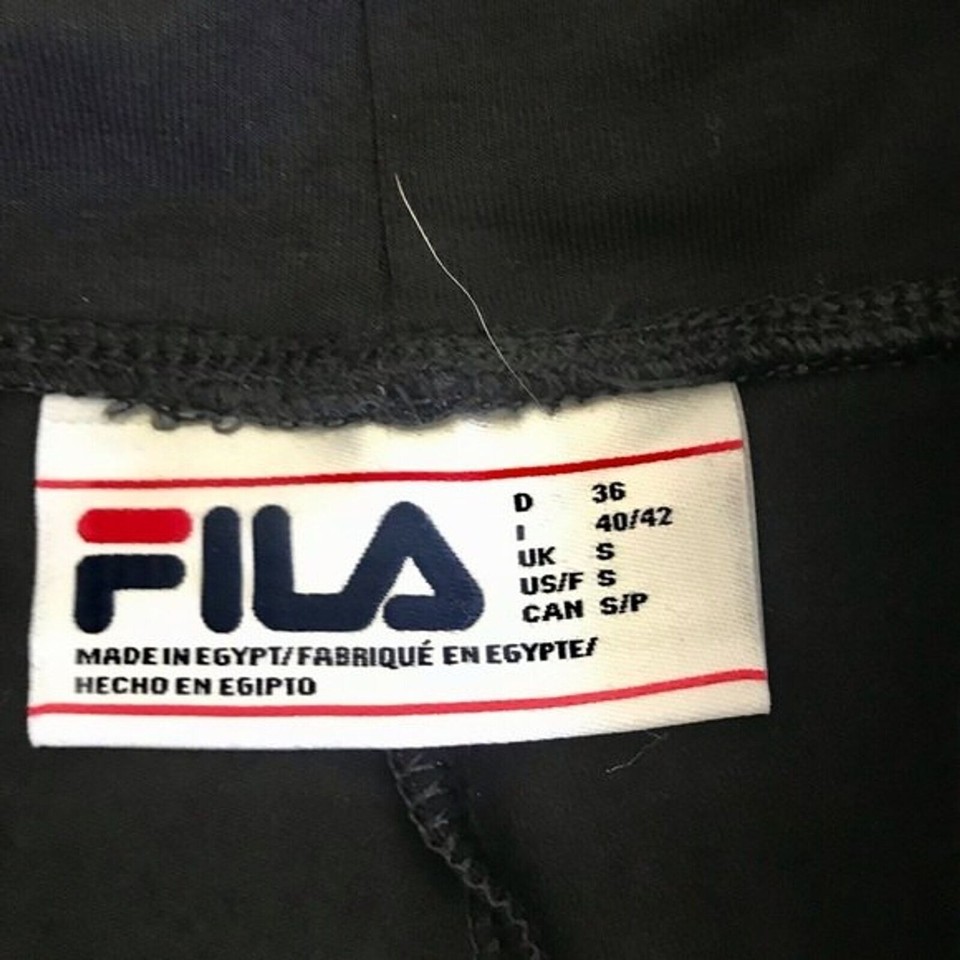 FILA
D 36
I 40/42
UK S
US/F S
CAN S/P
MADE IN EGYPT/FABRIQUÉ EN EGYPTE/
HECHO EN EGIPTO